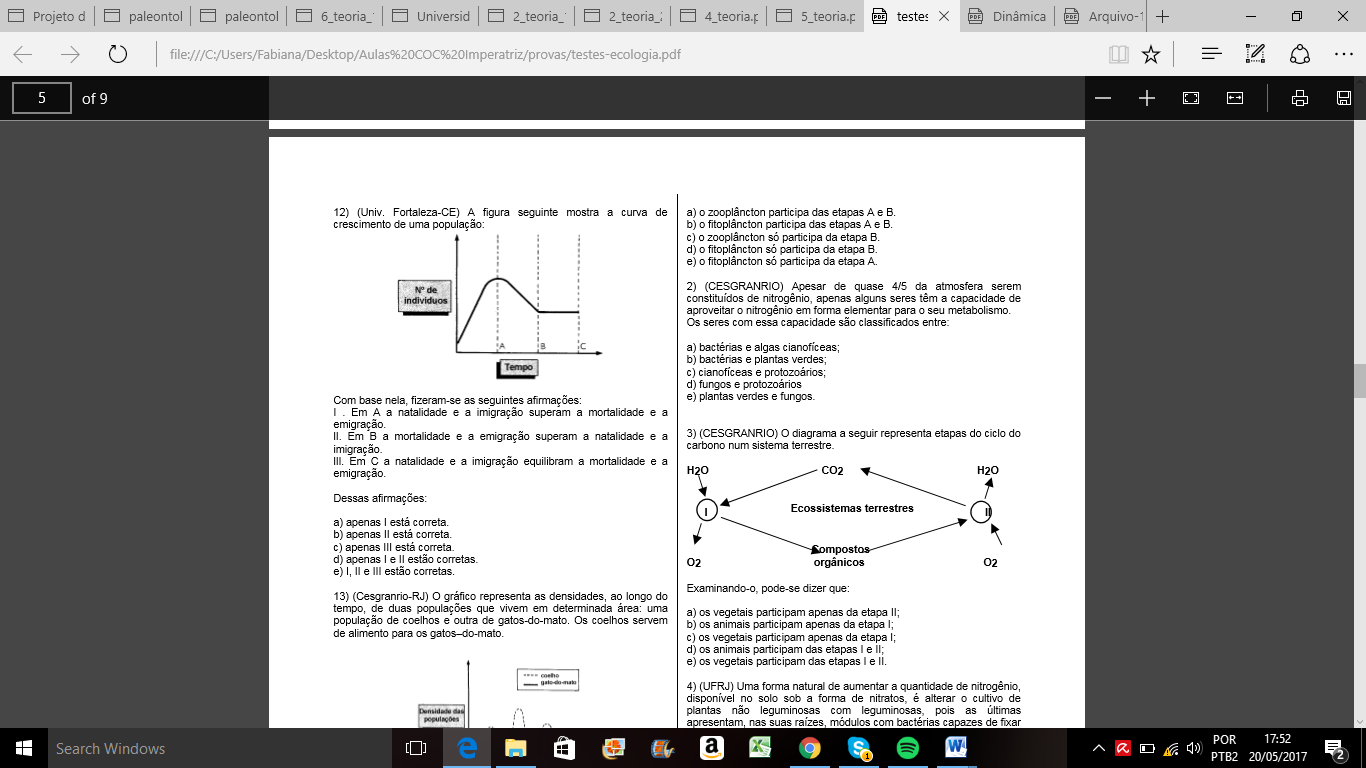 Projeto d
paleontol
paleontol
6_teoria_
Universid
2_teoria_
2_teoria_2
4_teoria.p
5_teoria.p
testes
Dinâmica
Arquivo-1
file:///C:/Users/Fabiana/Desktop/Aulas%20COC%20Imperatriz/provas/testes-ecologia.pdf
5 of 9
12) (Univ. Fortaleza-CE) A figura seguinte mostra a curva de
crescimento de uma população:
Nº de
indivíduos
A B C
Tempo
Com base nela, fizeram-se as seguintes afirmações:
I . Em A a natalidade e a imigração superam a mortalidade e a
emigração.
II. Em B a mortalidade e a emigração superam a natalidade e a
imigração.
III. Em C a natalidade e a imigração equilibram a mortalidade e a
emigração.
Dessas afirmações:
a) apenas I está correta.
b) apenas II está correta.
c) apenas III está correta.
d) apenas I e II estão corretas.
e) I, II e III estão corretas.
13) (Cesgranrio-RJ) O gráfico representa as densidades, ao longo do
tempo, de duas populações que vivem em determinada área: uma
população de coelhos e outra de gatos-do-mato. Os coelhos servem
de alimento para os gatos–do-mato.
coelho
gato-do-mato
Densidade das
populações
a) o zooplâncton participa das etapas A e B.
b) o fitoplâncton participa das etapas A e B.
c) o zooplâncton só participa da etapa B.
d) o fitoplâncton só participa da etapa B.
e) o fitoplâncton só participa da etapa A.
2) (CESGRANRIO) Apesar de quase 4/5 da atmosfera serem
constituídos de nitrogênio, apenas alguns seres têm a capacidade de
aproveitar o nitrogênio em forma elementar para o seu metabolismo.
Os seres com essa capacidade são classificados entre:
a) bactérias e algas cianofíceas;
b) bactérias e plantas verdes;
c) cianofíceas e protozoários;
d) fungos e protozoários
e) plantas verdes e fungos.
3) (CESGRANRIO) O diagrama a seguir representa etapas do ciclo do
carbono num sistema terrestre.
H2O CO2 H2O
I Ecossistemas terrestres II
Compostos
O2 orgânicos O2
Examinando-o, pode-se dizer que:
a) os vegetais participam apenas da etapa II;
b) os animais participam apenas da etapa I;
c) os vegetais participam apenas da etapa I;
d) os animais participam das etapas I e II;
e) os vegetais participam das etapas I e II.
4) (UFRJ) Uma forma natural de aumentar a quantidade de nitrogênio,
disponível no solo sob a forma de nitratos, é alterar o cultivo de
plantas não leguminosas com leguminosas, pois as últimas
apresentam, nas suas raízes, módulos com bactérias capazes de fixar
Search Windows
POR
PTB2
17:52
20/05/2017
2